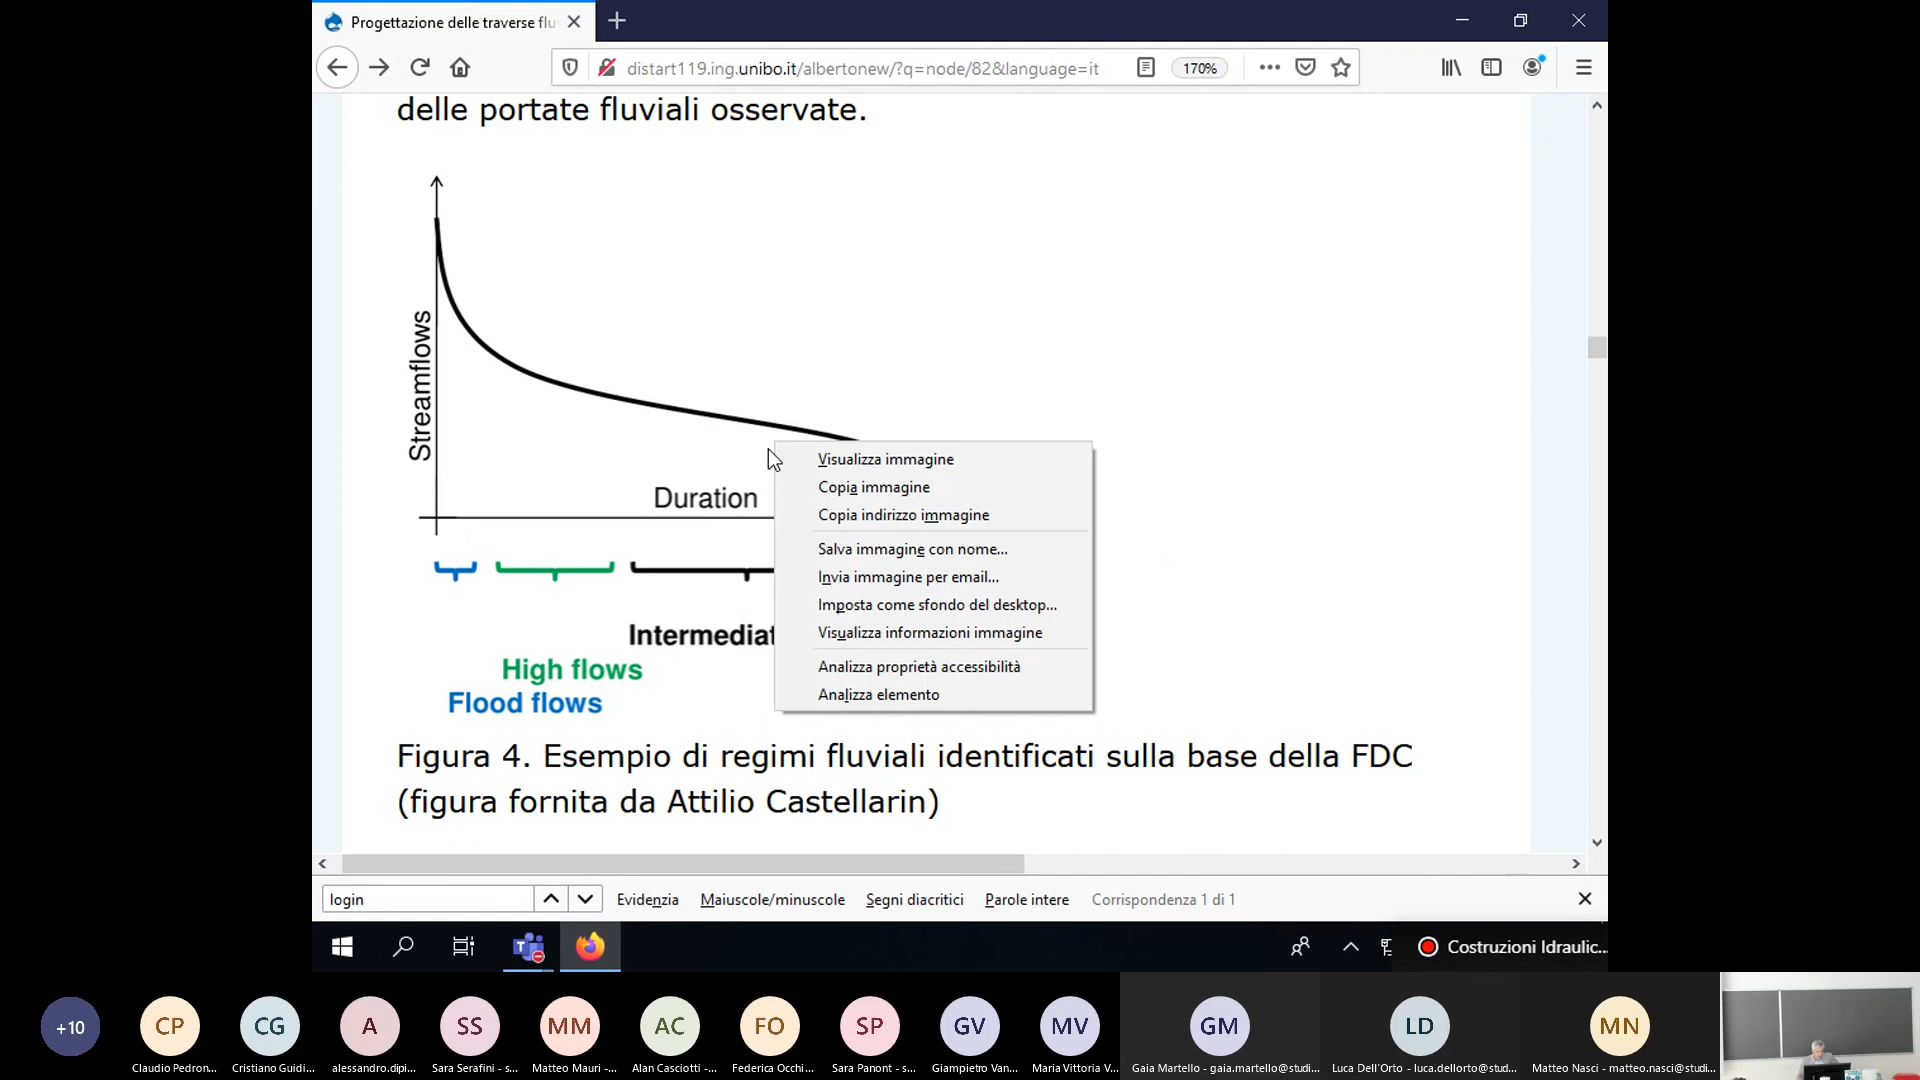 Progettazione delle traverse flu
distart119.ing.unibo.it/albertonew/?q=node/82&language=it
170%
delle portate fluviali osservate.
Streamflows
Duration
Intermediat
High flows
Flood flows
Visualizza immagine
Copia immagine
Copia indirizzo immagine
Salva immagine con nome...
Invia immagine per email...
Imposta come sfondo del desktop...
Visualizza informazioni immagine
Analizza proprietà accessibilità
Analizza elemento
Figura 4. Esempio di regimi fluviali identificati sulla base della FDC
(figura fornita da Attilio Castellarin)
login
Evidenzia
Maiuscole/minuscole
Segni diacritici
Parole intere
Corrispondenza 1 di 1
Costruzioni Idraulic...
+10
CP
CG
A
SS
MM
AC
FO
SP
GV
MV
GM
LD
MN
Claudio Pedron...
Cristiano Guidi...
alessandro.dipi...
Sara Serafini - s...
Matteo Mauri -...
Alan Casciotti -...
Federica Occhi...
Sara Panont - s...
Giampietro Van...
Maria Vittoria V...
Gaia Martello - gaia.martello@studi...
Luca Dell'Orto - luca.dellorto@stud...
Matteo Nasci - matteo.nasci@studi...